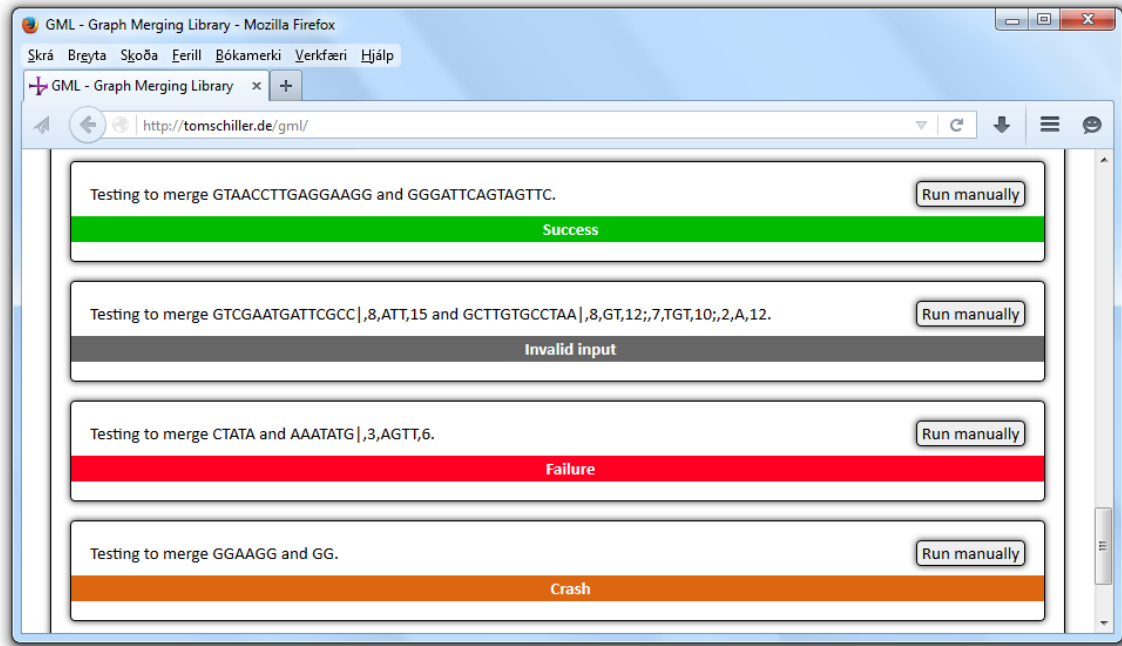 GML - Graph Merging Library - Mozilla Firefox
Skrá Breyta Skoða Ferill Bókamerki Verkfæri Hjálp
GML - Graph Merging Library
http://tomschiller.de/gml/
Testing to merge GTAACCTTGAGGAAGG and GGGATTCAGTAGTTC. Run manually
Success
Testing to merge GTCGAATGATTCGCC|,8,ATT,15 and GCTTGTGCCTAA|,8,GT,12;,7,TGT,10;,2,A,12. Run manually
Invalid input
Testing to merge CTATA and AAATATG|,3,AGTT,6. Run manually
Failure
Testing to merge GGAAGG and GG. Run manually
Crash